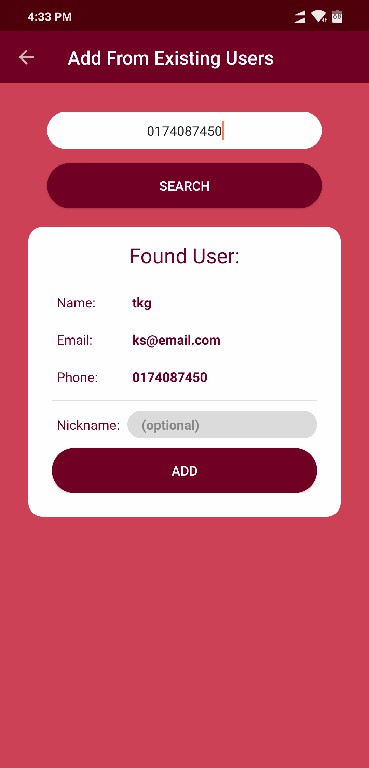 4:33 PM
Add From Existing Users
0174087450
SEARCH
Found User:
Name: tkg
Email: ks@email.com
Phone: 0174087450
Nickname: (optional)
ADD